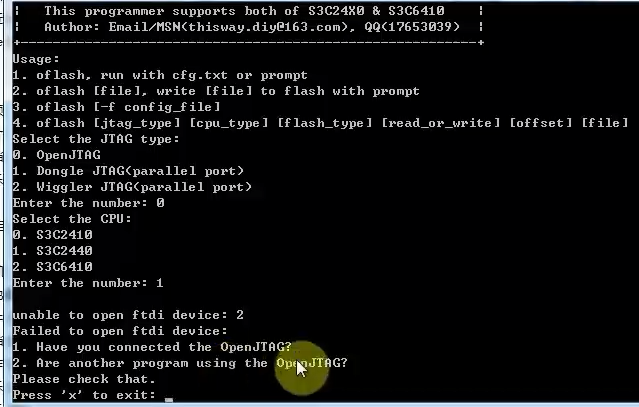 |   This programmer supports both of S3C24X0 & S3C6410    |
|   Author: Email/MSN(thisway.diy@163.com), QQ(17653039)  |
+---------------------------------------------------------+
Usage:
1. oflash, run with cfg.txt or prompt
2. oflash [file], write [file] to flash with prompt
3. oflash [-f config_file]
4. oflash [jtag_type] [cpu_type] [flash_type] [read_or_write] [offset] [file]
Select the JTAG type:
0. OpenJTAG
1. Dongle JTAG(parallel port)
2. Wiggler JTAG(parallel port)
Enter the number: 0
Select the CPU:
0. S3C2410
1. S3C2440
2. S3C6410
Enter the number: 1
unable to open ftdi device: 2
Failed to open ftdi device:
1. Have you connected the OpenJTAG?
2. Are another program using the OpenJTAG?
Please check that.
Press 'x' to exit: _